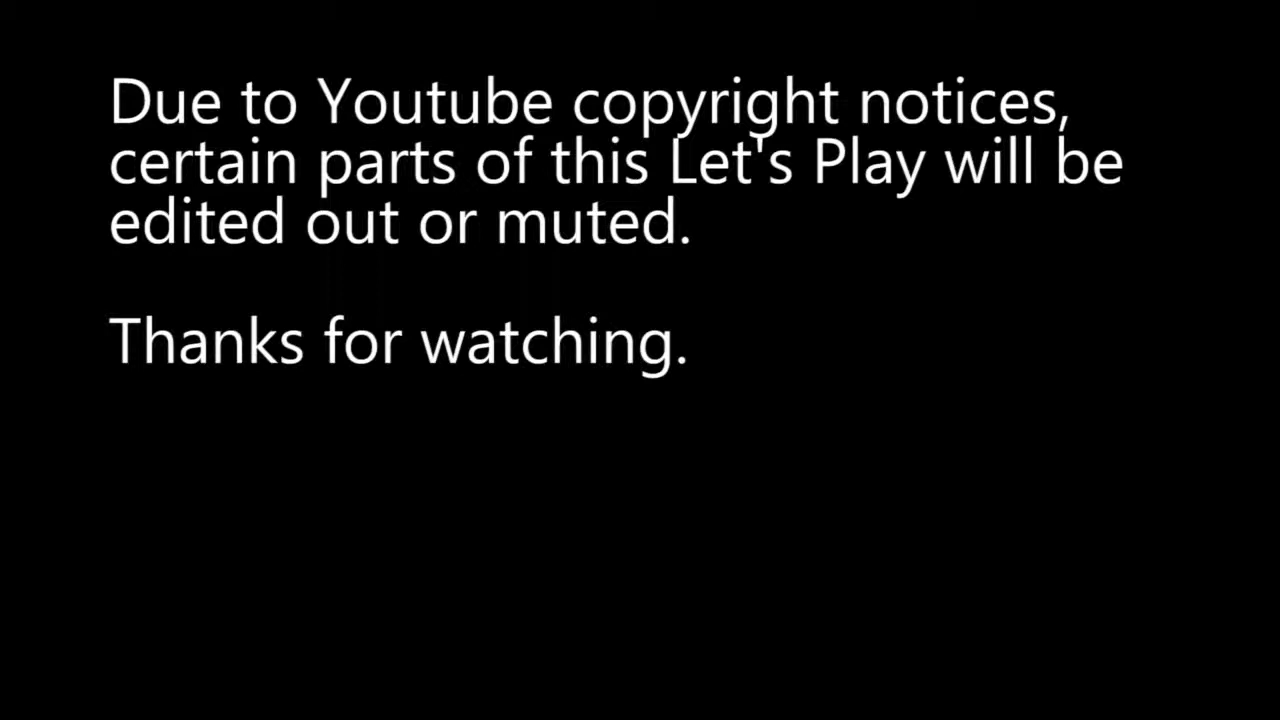 Due to Youtube copyright notices,
certain parts of this Let's Play will be
edited out or muted.
Thanks for watching.